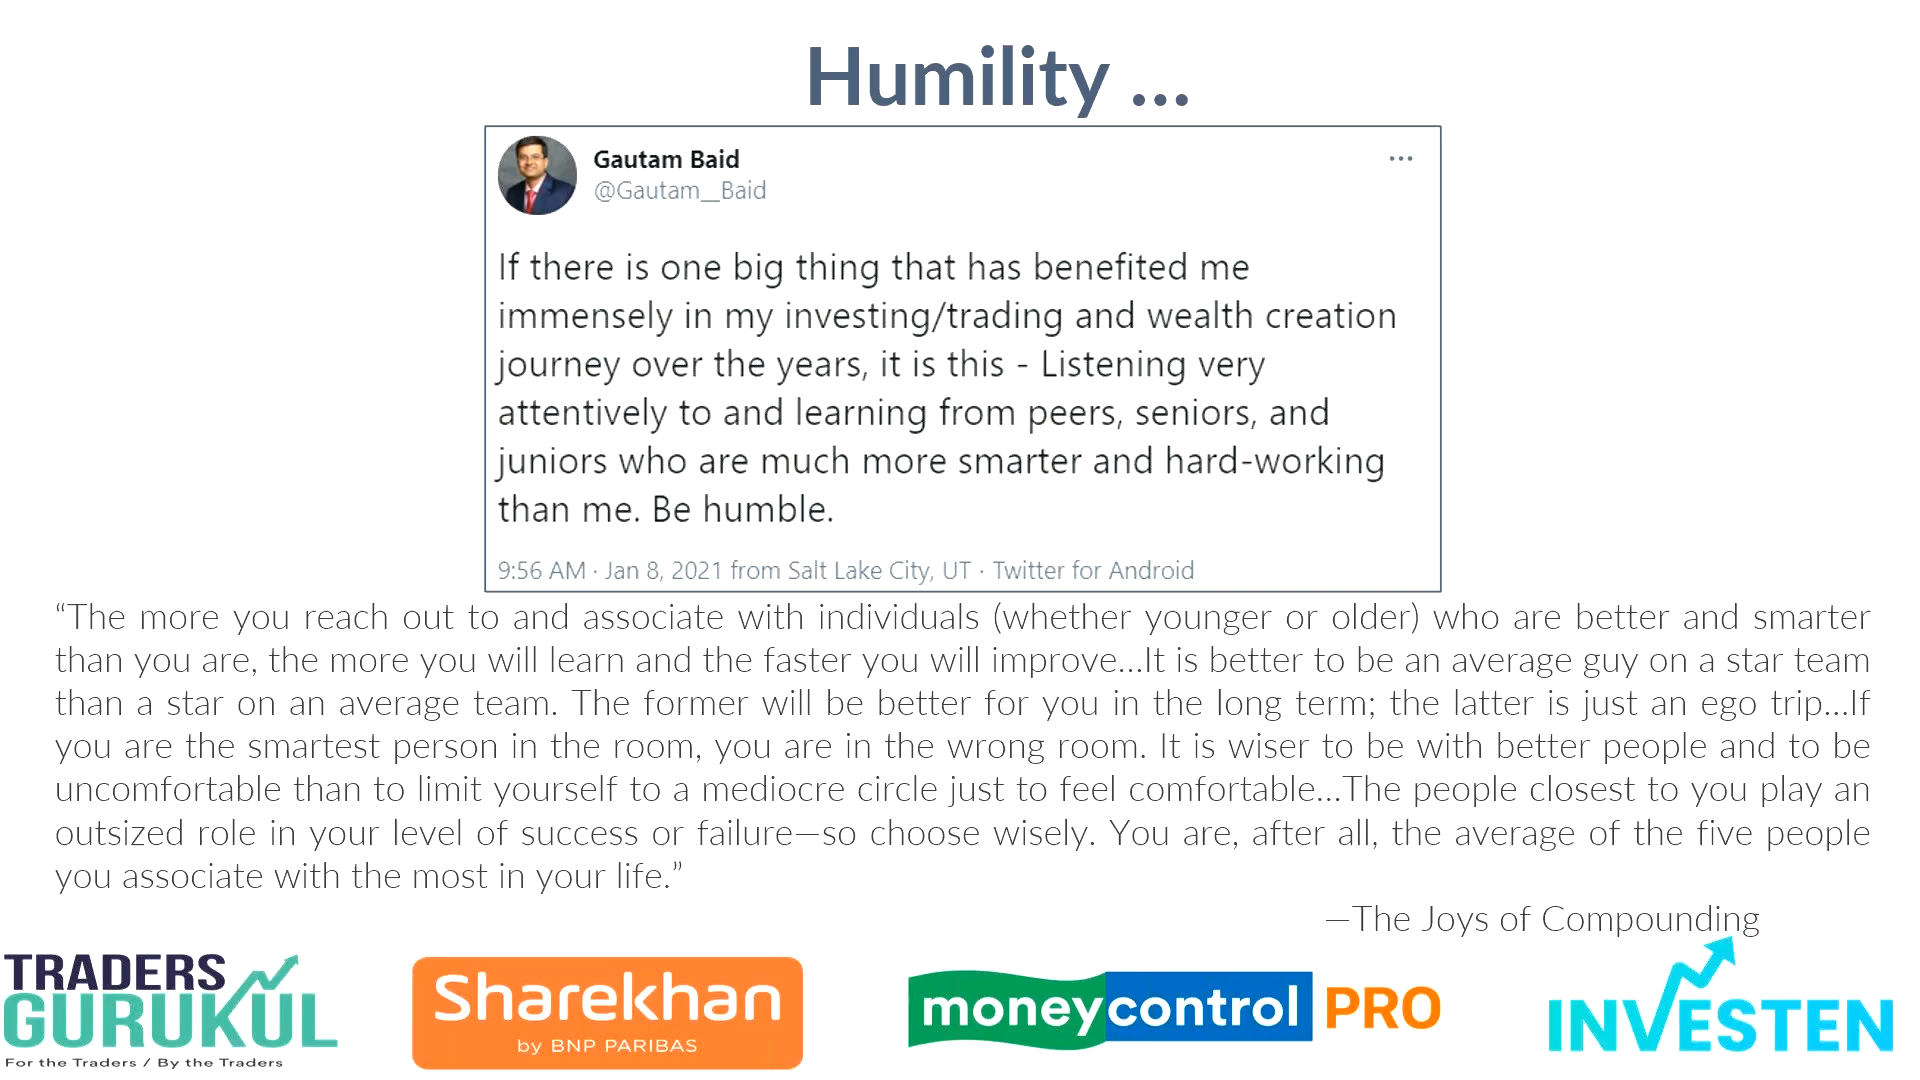 Humility ...
Gautam Baid
@Gautam__Baid
If there is one big thing that has benefited me
immensely in my investing/trading and wealth creation
journey over the years, it is this - Listening very
attentively to and learning from peers, seniors, and
juniors who are much more smarter and hard-working
than me. Be humble.
9:56 AM · Jan 8, 2021 from Salt Lake City, UT · Twitter for Android
“The more you reach out to and associate with individuals (whether younger or older) who are better and smarter
than you are, the more you will learn and the faster you will improve...It is better to be an average guy on a star team
than a star on an average team. The former will be better for you in the long term; the latter is just an ego trip...If
you are the smartest person in the room, you are in the wrong room. It is wiser to be with better people and to be
uncomfortable than to limit yourself to a mediocre circle just to feel comfortable...The people closest to you play an
outsized role in your level of success or failure—so choose wisely. You are, after all, the average of the five people
you associate with the most in your life.”
—The Joys of Compounding
TRADERS
GURUKUL
For the Traders / By the Traders
Sharekhan
by BNP PARIBAS
moneycontrol PRO
INVESTEN